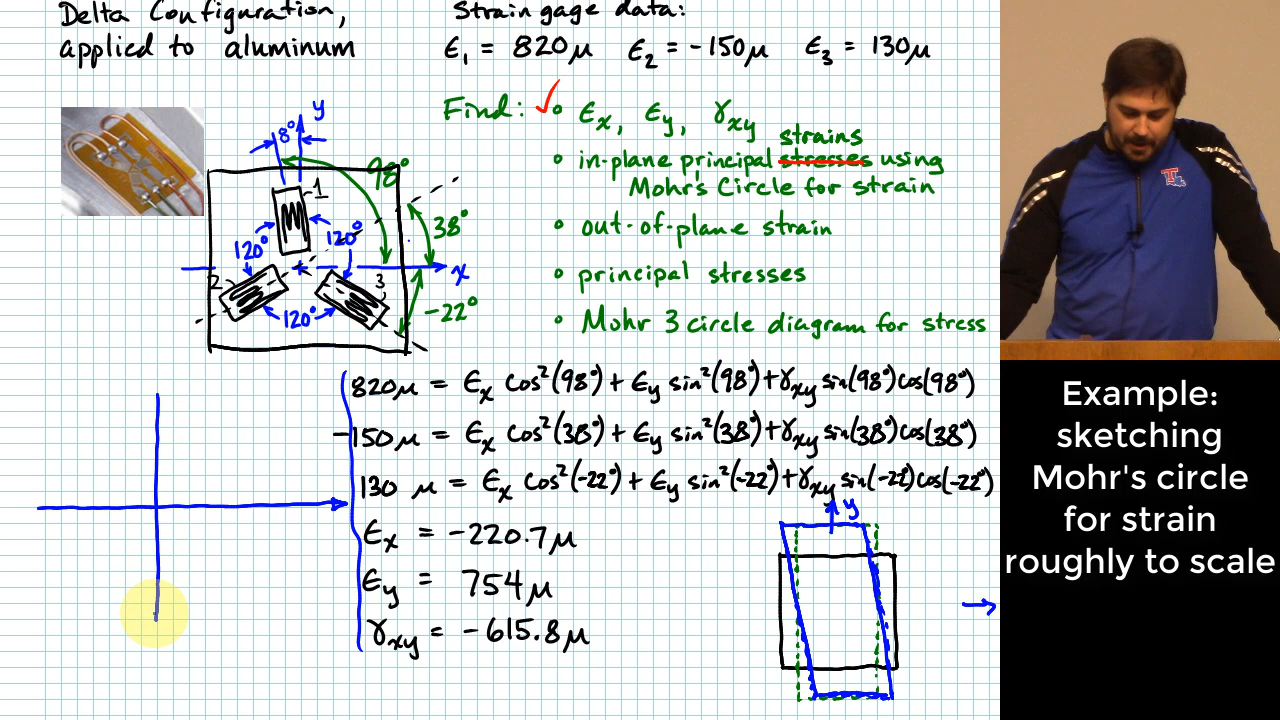 Delta Configuration,
applied to aluminum
Strain gage data:
ϵ₁ = 820μ ϵ₂ = -150μ ϵ₃ = 130μ
Find: ✓ • ϵx, ϵy, γxy
strains
• in-plane principal stresses using
Mohr's Circle for strain
• out-of-plane strain
• principal stresses
• Mohr 3 circle diagram for stress
y
8°
98°
1
38°
120° 120°
x
2 3
120°
-22°
820μ = ϵx cos²(98°) + ϵy sin²(98°) + γxy sin(98°)cos(98°)
-150μ = ϵx cos²(38°) + ϵy sin²(38°) + γxy sin(38°)cos(38°)
130 μ = ϵx cos²(-22°) + ϵy sin²(-22°) + γxy sin(-22°)cos(-22°)
ϵx = -220.7μ
ϵy = 754μ
γxy = -615.8μ
y
Example:
sketching
Mohr's circle
for strain
roughly to scale